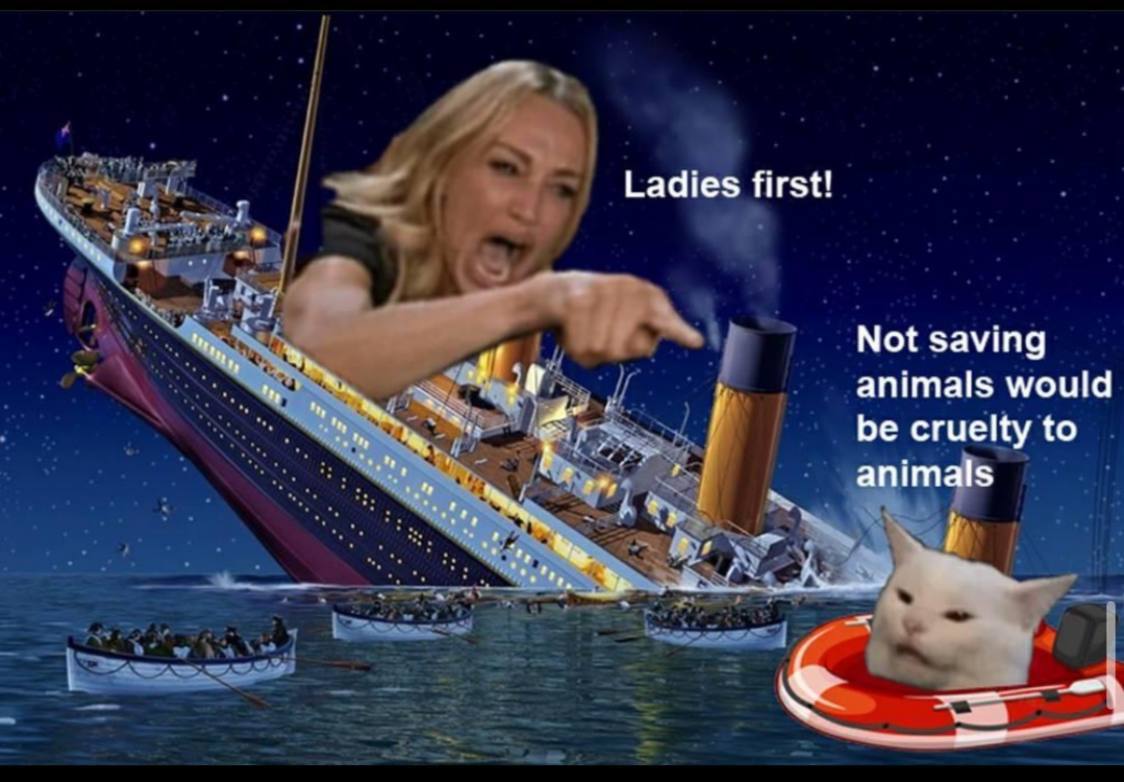 Ladies first!
Not saving
animals would
be cruelty to
animals